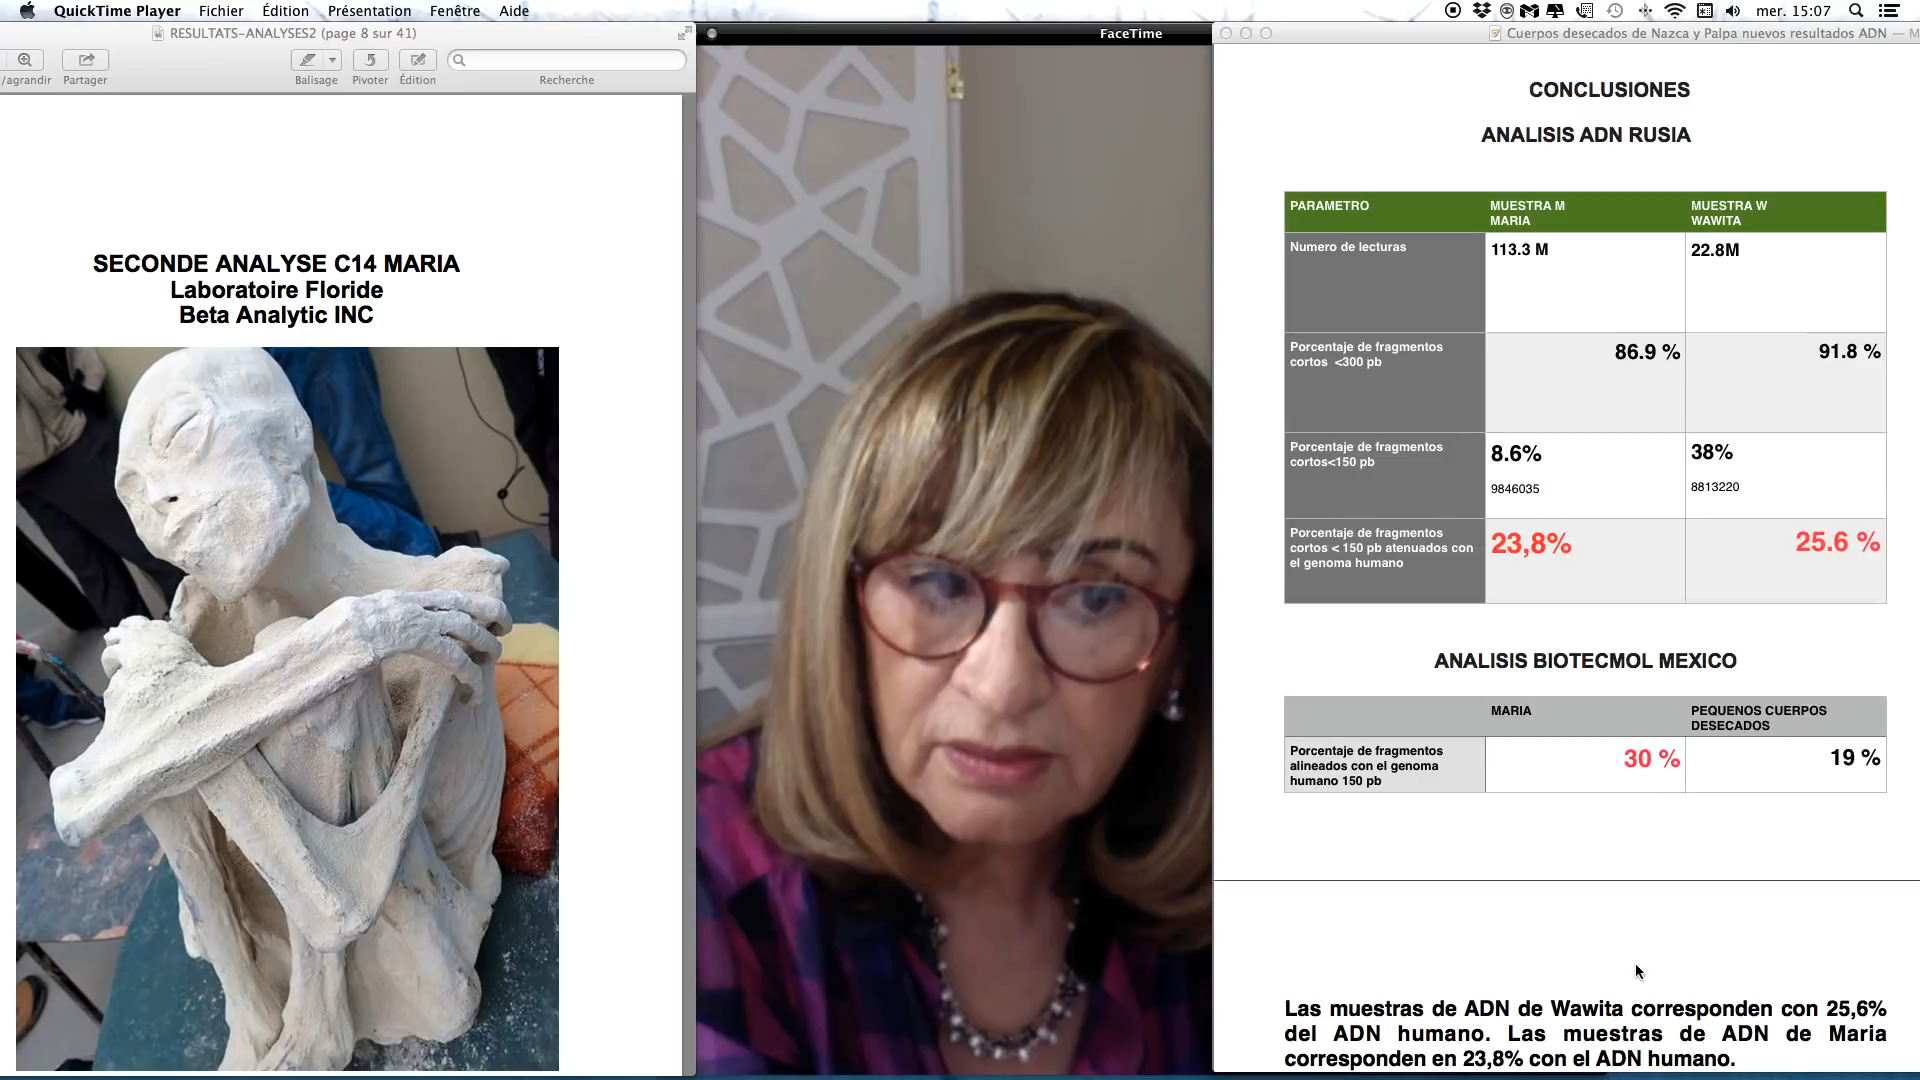 QuickTime Player Fichier Édition Présentation Fenêtre Aide
mer. 15:07
RESULTATS-ANALYSES2 (page 8 sur 41)
/agrandir Partager Balisage Pivoter Édition Recherche
SECONDE ANALYSE C14 MARIA
Laboratoire Floride
Beta Analytic INC
FaceTime
Cuerpos desecados de Nazca y Palpa nuevos resultados ADN — M
CONCLUSIONES
ANALISIS ADN RUSIA
PARAMETRO
MUESTRA M
MARIA
MUESTRA W
WAWITA
Numero de lecturas
113.3 M
22.8M
Porcentaje de fragmentos
cortos <300 pb
86.9 %
91.8 %
Porcentaje de fragmentos
cortos<150 pb
8.6%
9846035
38%
8813220
Porcentaje de fragmentos
cortos < 150 pb atenuados con
el genoma humano
23,8%
25.6 %
ANALISIS BIOTECMOL MEXICO
MARIA
PEQUENOS CUERPOS
DESECADOS
Porcentaje de fragmentos
alineados con el genoma
humano 150 pb
30 %
19 %
Las muestras de ADN de Wawita corresponden con 25,6%
del ADN humano. Las muestras de ADN de Maria
corresponden en 23,8% con el ADN humano.